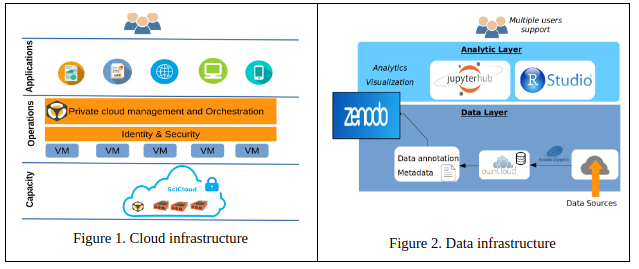 Applications
Operations
Private cloud management and Orchestration
Identity & Security
VM VM VM VM VM
Capacity
SciCloud
Figure 1. Cloud infrastructure
Multiple users
support
Analytic Layer
Analytics
Visualization
jupyterhub
R Studio
Data Layer
zenodo
Data annotation
Metadata
ownCloud
Data Sources
Figure 2. Data infrastructure